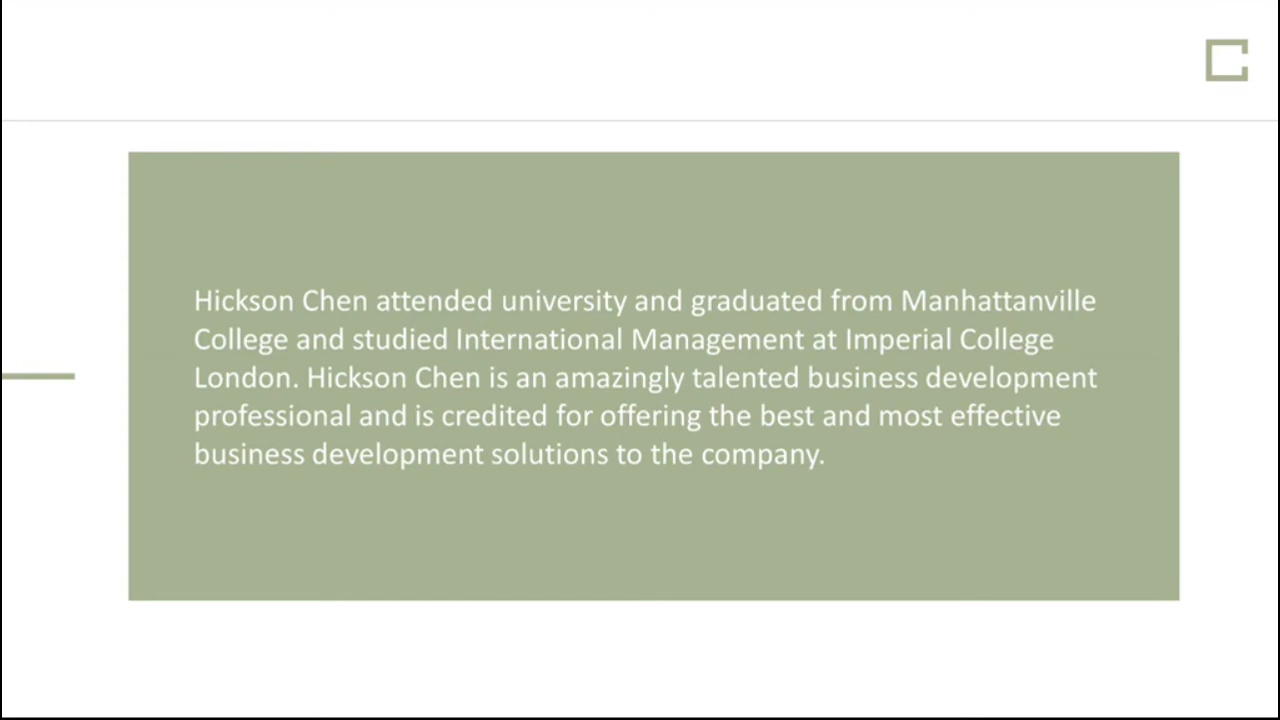 Hickson Chen attended university and graduated from Manhattanville
College and studied International Management at Imperial College
London. Hickson Chen is an amazingly talented business development
professional and is credited for offering the best and most effective
business development solutions to the company.